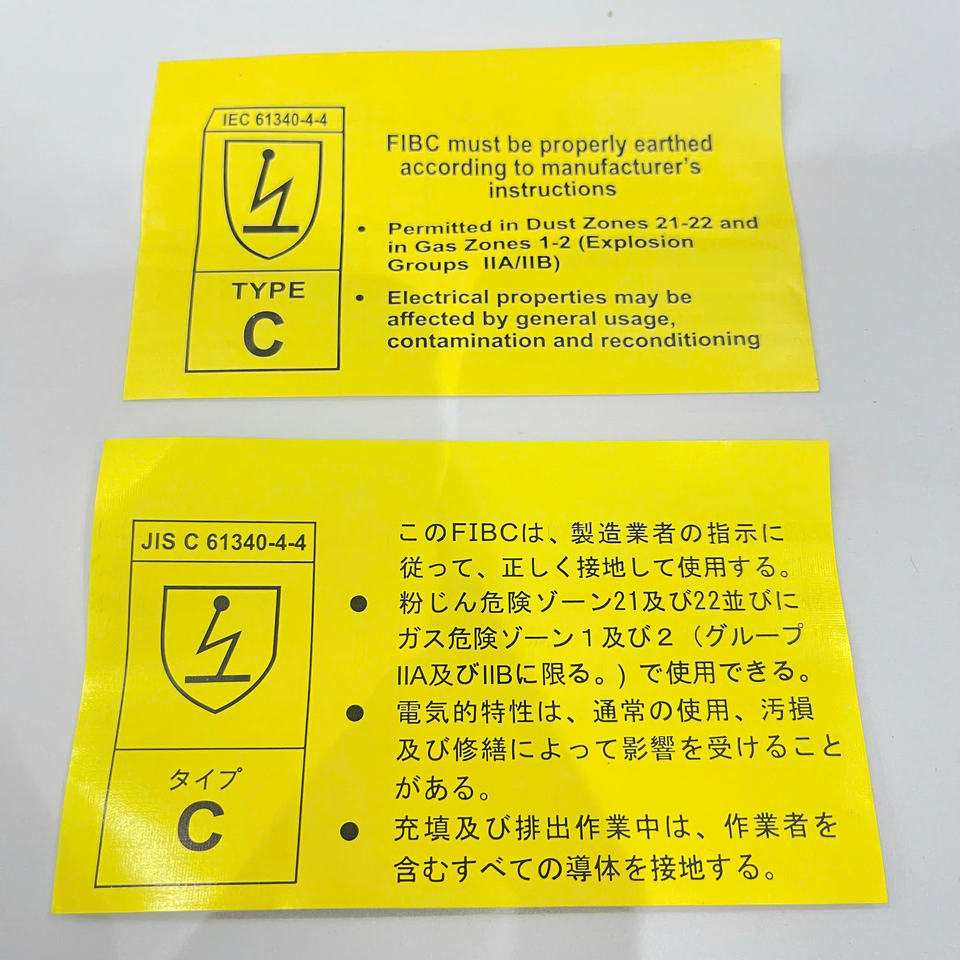 IEC 61340-4-4
TYPE
C
FIBC must be properly earthed
according to manufacturer's
instructions
• Permitted in Dust Zones 21-22 and
in Gas Zones 1-2 (Explosion
Groups IIA/IIB)
• Electrical properties may be
affected by general usage,
contamination and reconditioning
JIS C 61340-4-4
タイプ
C
このFIBCは、製造業者の指示に
従って、正しく接地して使用する。
● 粉じん危険ゾーン21及び22並びに
ガス危険ゾーン1及び2（グループ
IIA及びIIBに限る。）で使用できる。
● 電気的特性は、通常の使用、汚損
及び修繕によって影響を受けること
がある。
● 充填及び排出作業中は、作業者を
含むすべての導体を接地する。